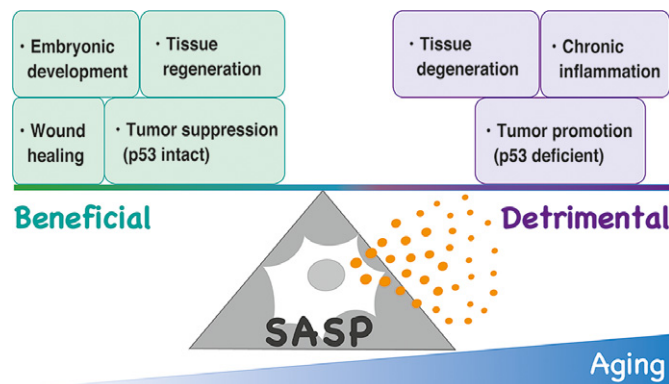 · Embryonic
development
· Tissue
regeneration
· Wound
healing
· Tumor suppression
(p53 intact)
· Tissue
degeneration
· Chronic
inflammation
· Tumor promotion
(p53 deficient)
Beneficial
Detrimental
SASP
Aging